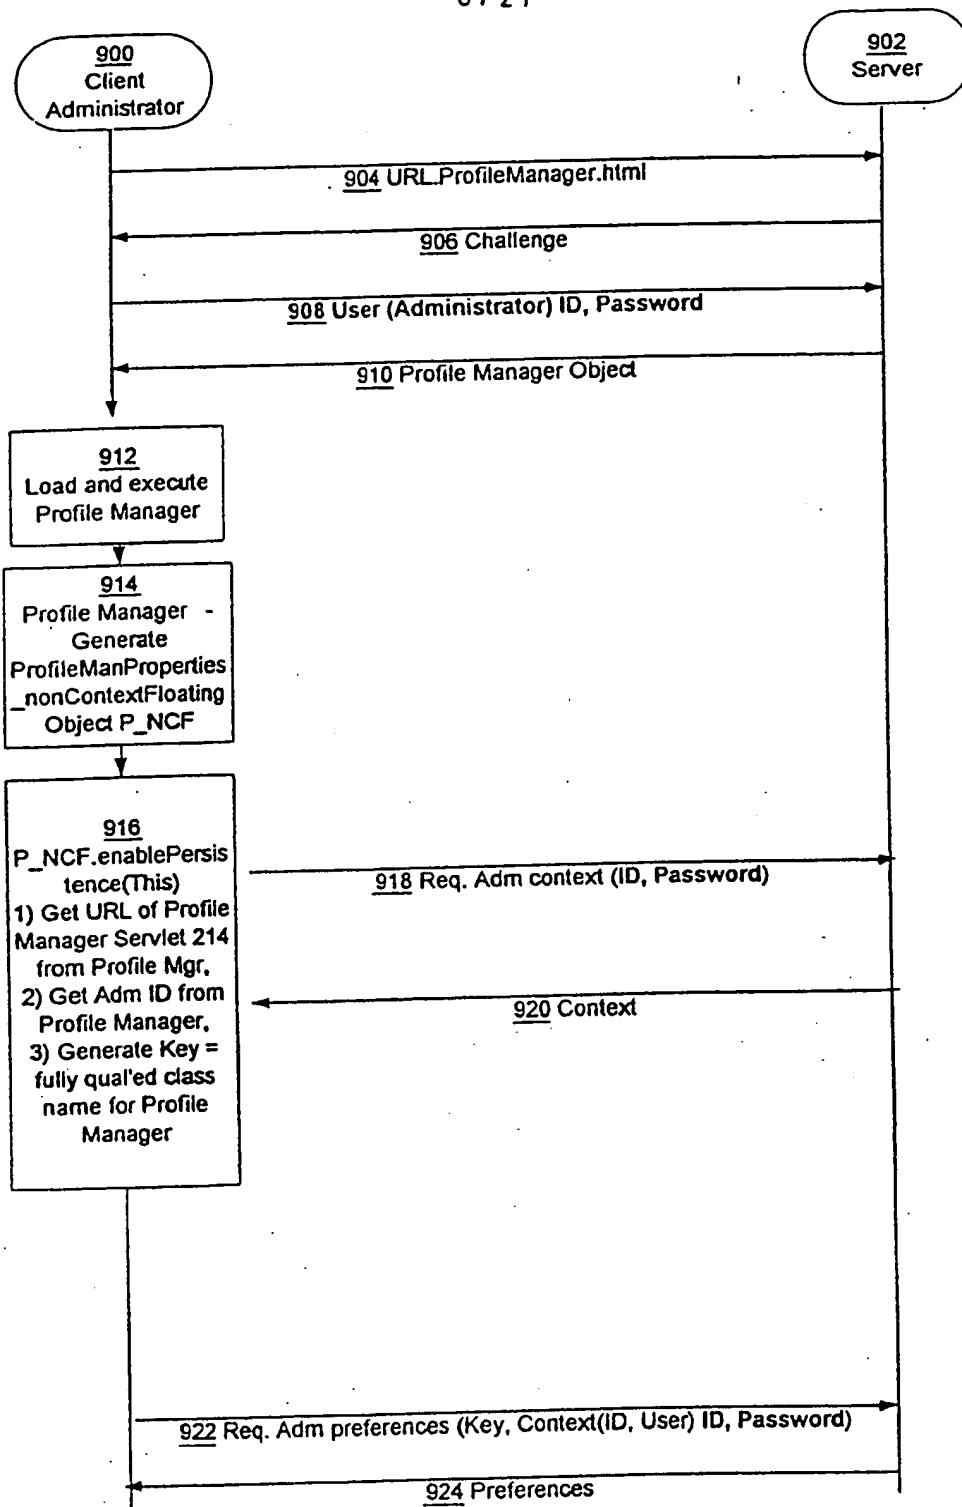 900
Client
Administrator
902
Server
904 URL.ProfileManager.html
906 Challenge
908 User (Administrator) ID, Password
910 Profile Manager Object
912
Load and execute
Profile Manager
914
Profile Manager -
Generate
ProfileManProperties
_nonContextFloating
Object P_NCF
916
P_NCF.enablePersis
tence(This)
1) Get URL of Profile
Manager Servlet 214
from Profile Mgr,
2) Get Adm ID from
Profile Manager,
3) Generate Key =
fully qual'ed class
name for Profile
Manager
918 Req. Adm context (ID, Password)
920 Context
922 Req. Adm preferences (Key, Context(ID, User) ID, Password)
924 Preferences